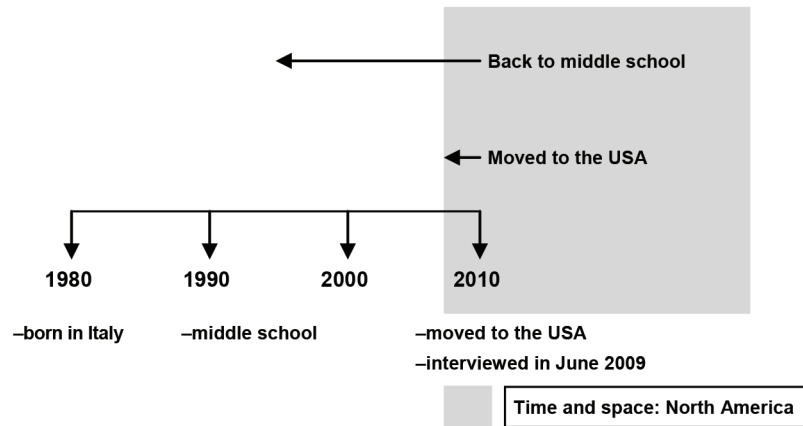 Back to middle school
Moved to the USA
1980
1990
2000
2010
–born in Italy
–middle school
–moved to the USA
–interviewed in June 2009
Time and space: North America